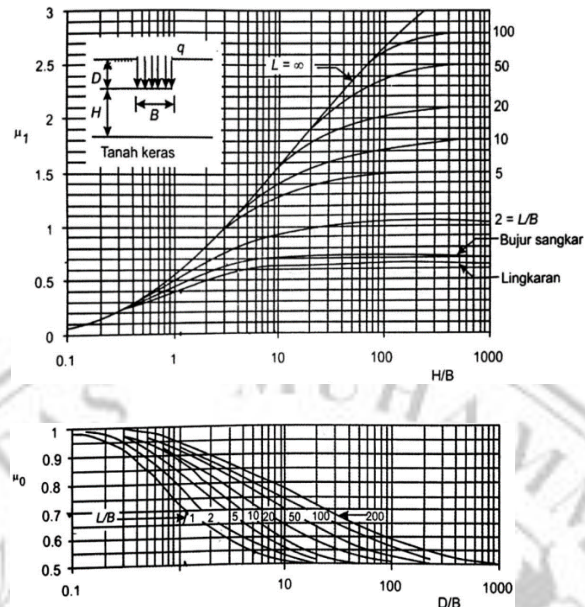 3
2.5
2
μ1
1.5
1
0.5
0
q
D
H
B
Tanah keras
L = ∞
100
50
20
10
5
2 = L/B
Bujur sangkar
Lingkaran
0.1 1 10 100 1000
H/B
1
0.9
μ0
0.8
0.7
0.6
0.5
L/B 1 2 5 10 20 50 100 200
0.1 10 100 1000
D/B
MUHAM